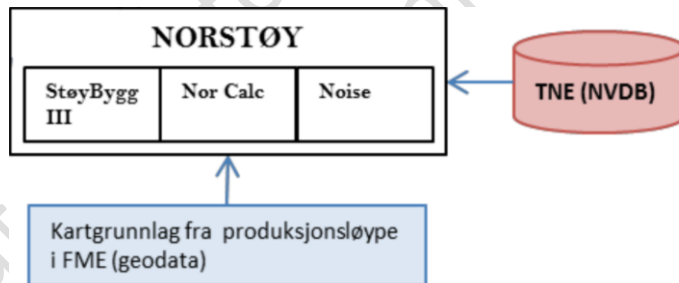 NORSTØY
StøyBygg
III
Nor Calc
Noise
TNE (NVDB)
Kartgrunnlag fra produksjonsløype
i FME (geodata)